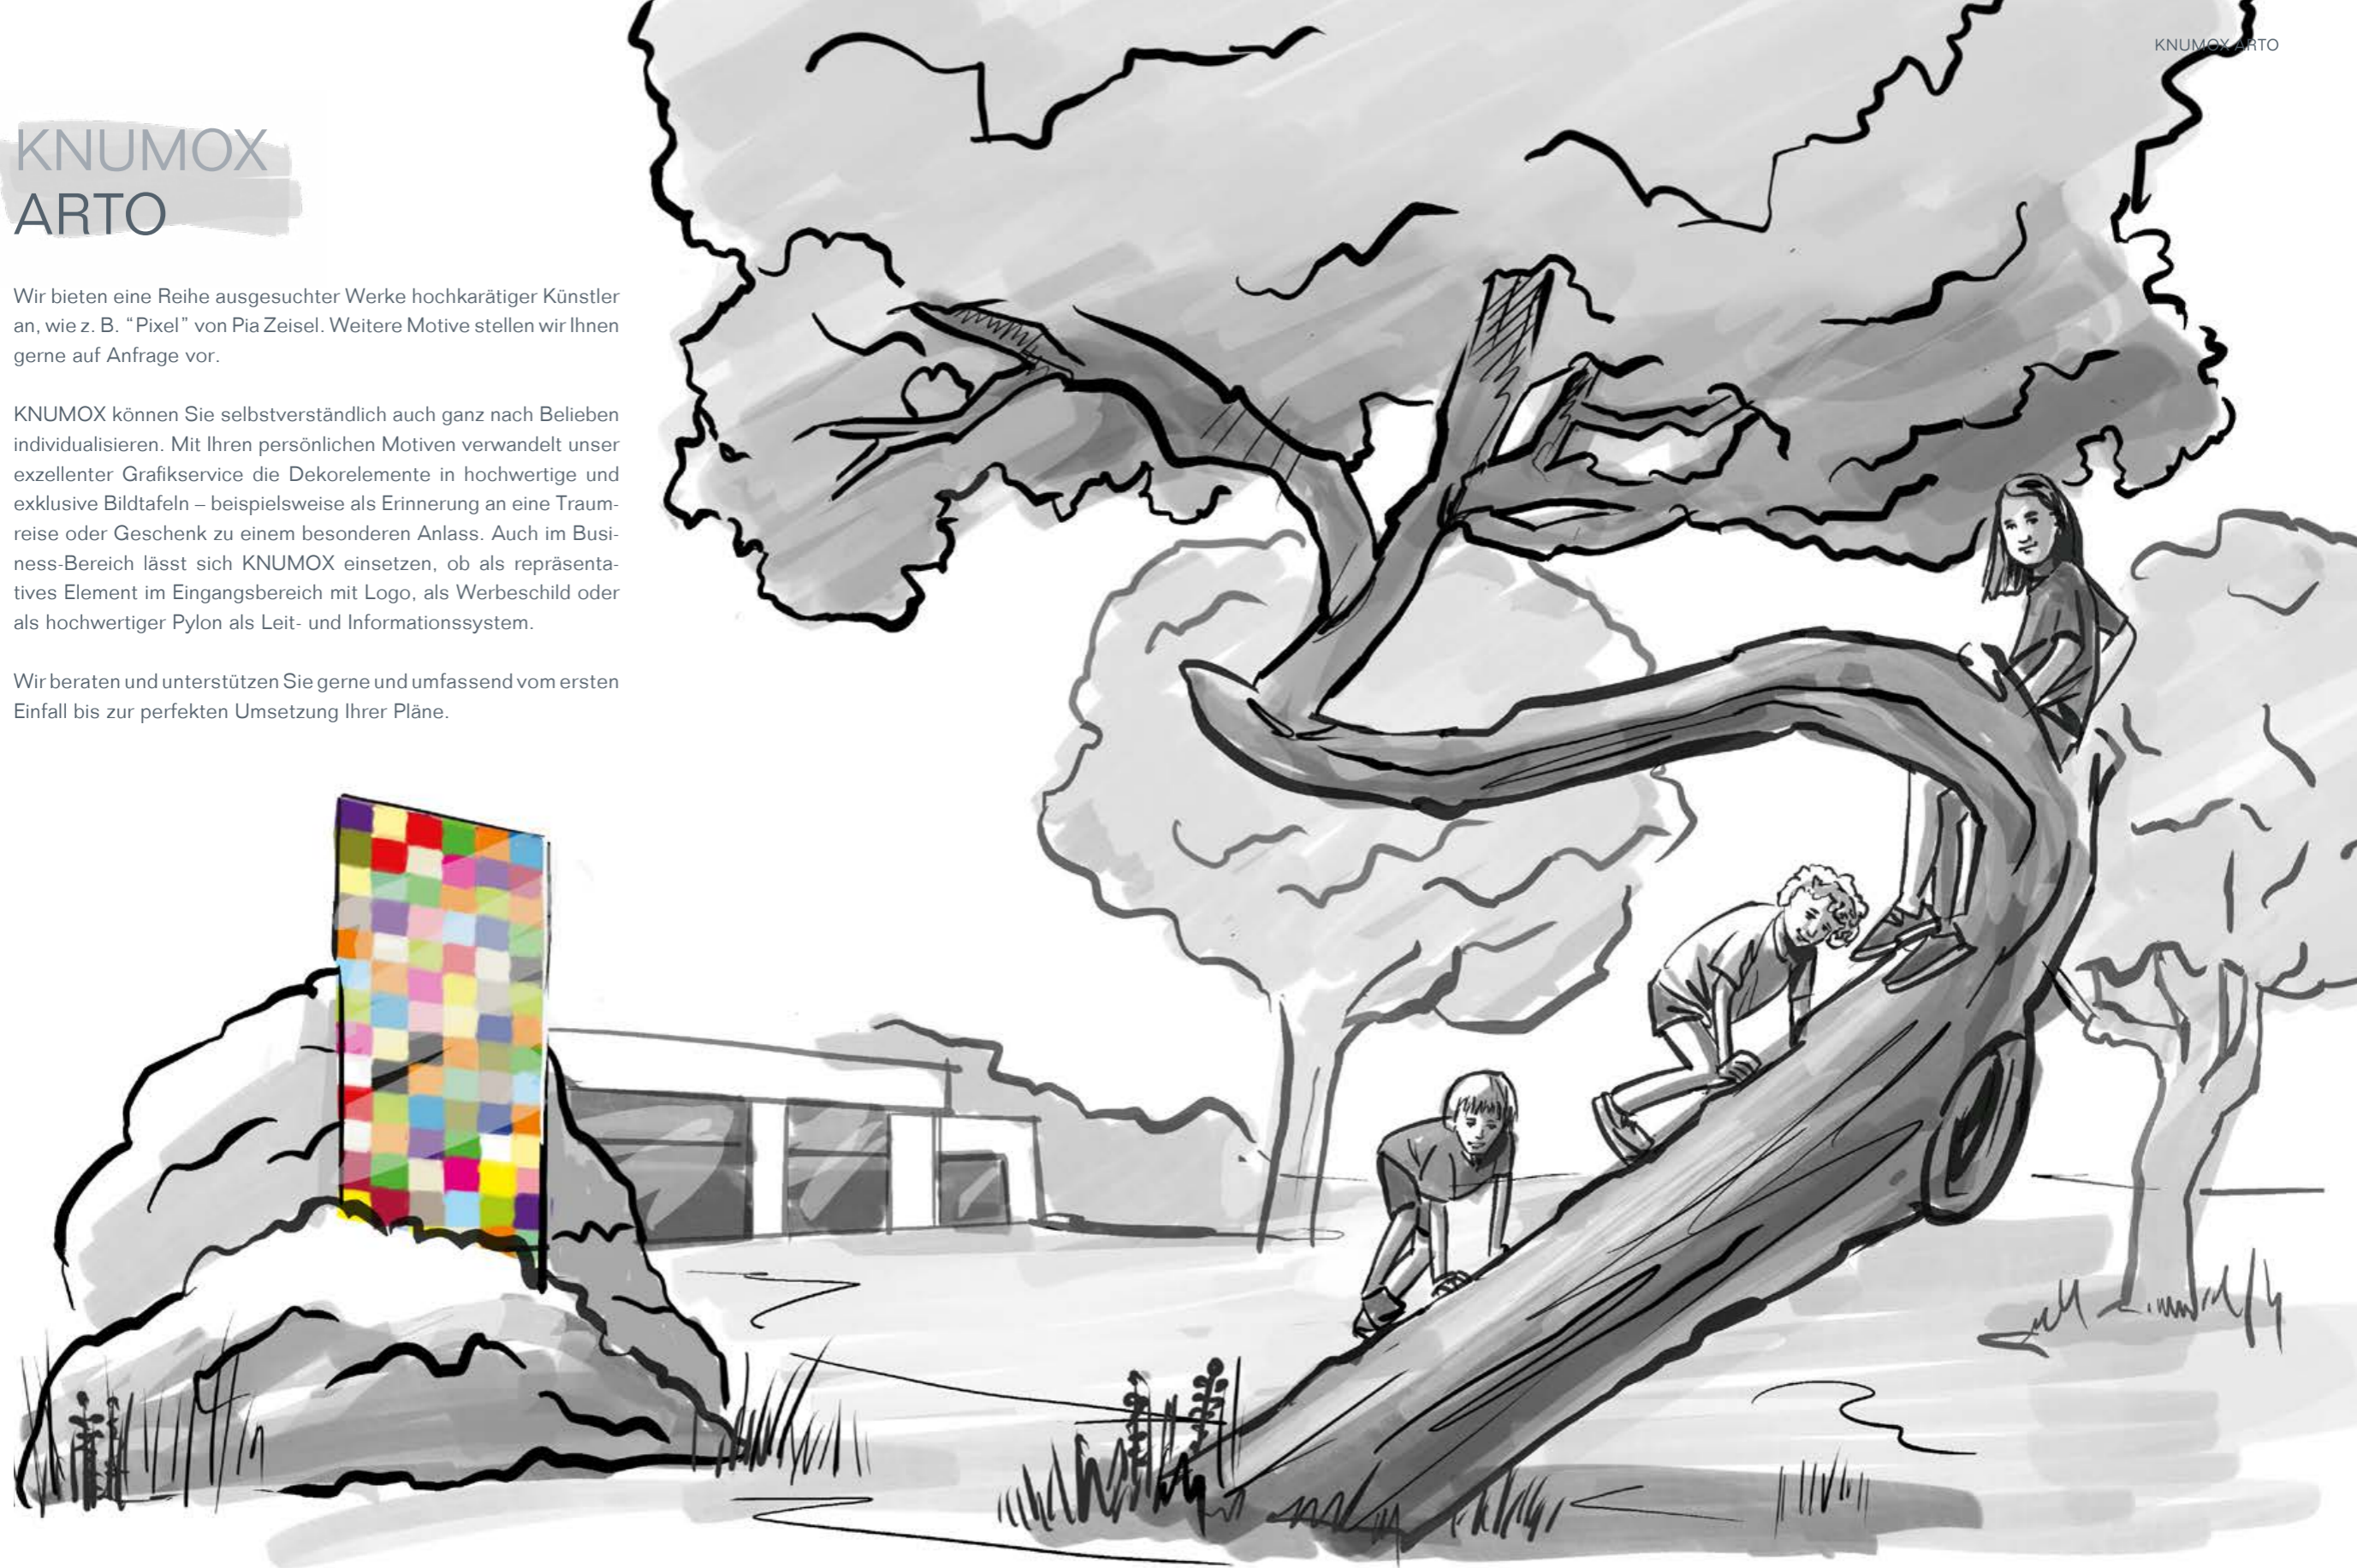 KNUMOX ARTO
KNUMOX
ARTO
Wir bieten eine Reihe ausgesuchter Werke hochkarätiger Künstler
an, wie z. B. “Pixel” von Pia Zeisel. Weitere Motive stellen wir Ihnen
gerne auf Anfrage vor.
KNUMOX können Sie selbstverständlich auch ganz nach Belieben
individualisieren. Mit Ihren persönlichen Motiven verwandelt unser
exzellenter Grafikservice die Dekorelemente in hochwertige und
exklusive Bildtafeln – beispielsweise als Erinnerung an eine Traum-
reise oder Geschenk zu einem besonderen Anlass. Auch im Busi-
ness-Bereich lässt sich KNUMOX einsetzen, ob als repräsenta-
tives Element im Eingangsbereich mit Logo, als Werbeschild oder
als hochwertiger Pylon als Leit- und Informationssystem.
Wir beraten und unterstützen Sie gerne und umfassend vom ersten
Einfall bis zur perfekten Umsetzung Ihrer Pläne.